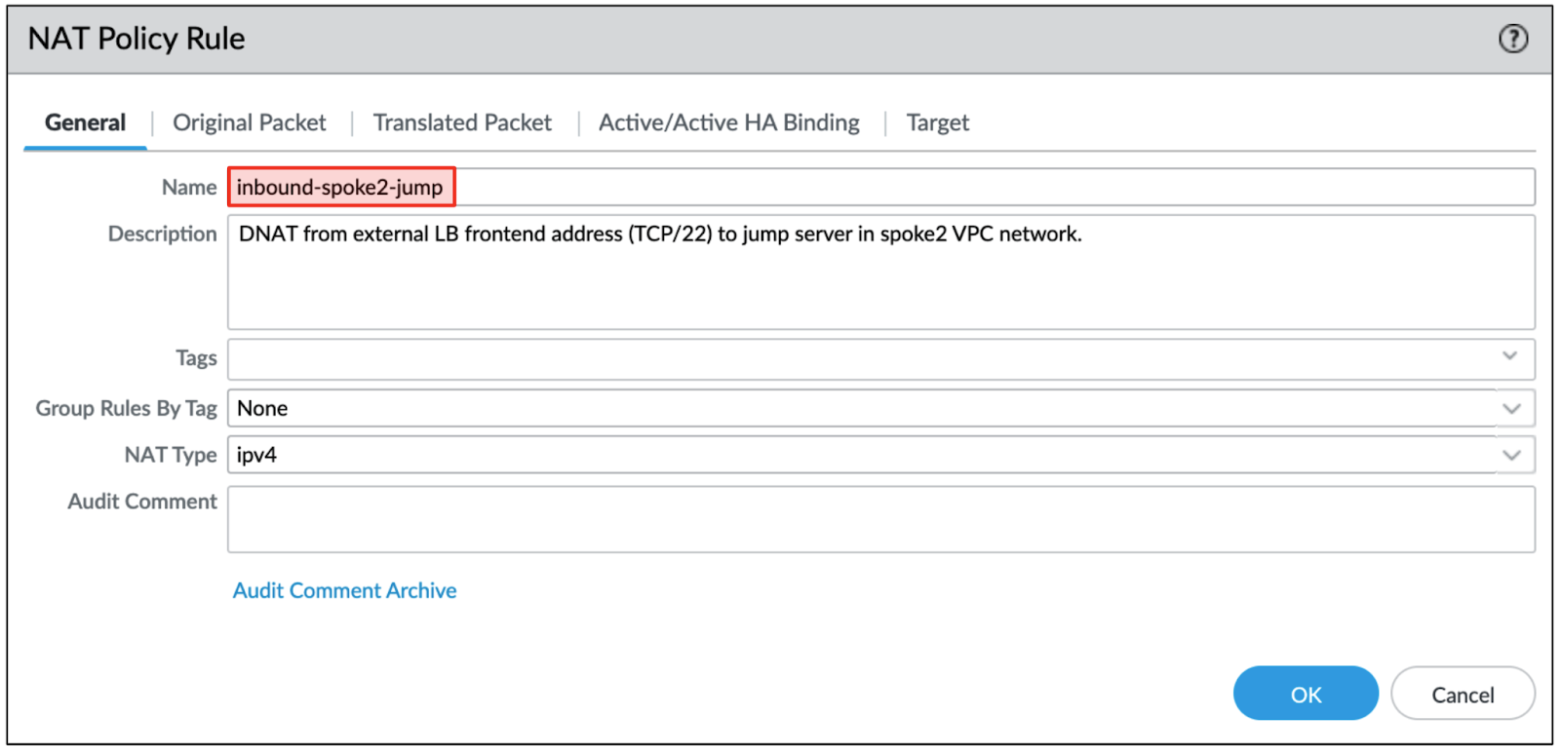 NAT Policy Rule ?
General Original Packet Translated Packet Active/Active HA Binding Target
Name inbound-spoke2-jump
Description DNAT from external LB frontend address (TCP/22) to jump server in spoke2 VPC network.
Tags
Group Rules By Tag None
NAT Type ipv4
Audit Comment
Audit Comment Archive
OK Cancel